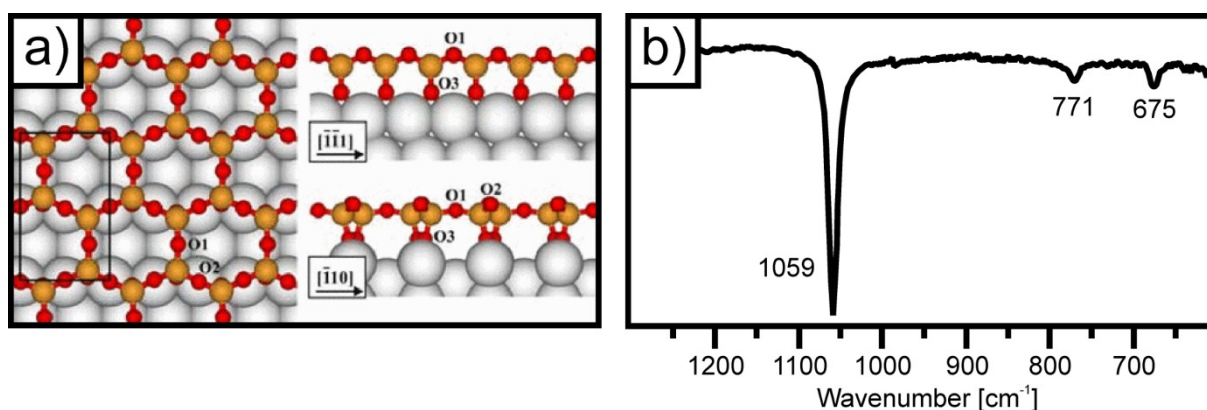 a)
O1
O3
[1̄1̄1]
O1
O2
O1
O2
O3
[1̄10]
b)
1059
771
675
1200 1100 1000 900 800 700
Wavenumber [cm⁻¹]